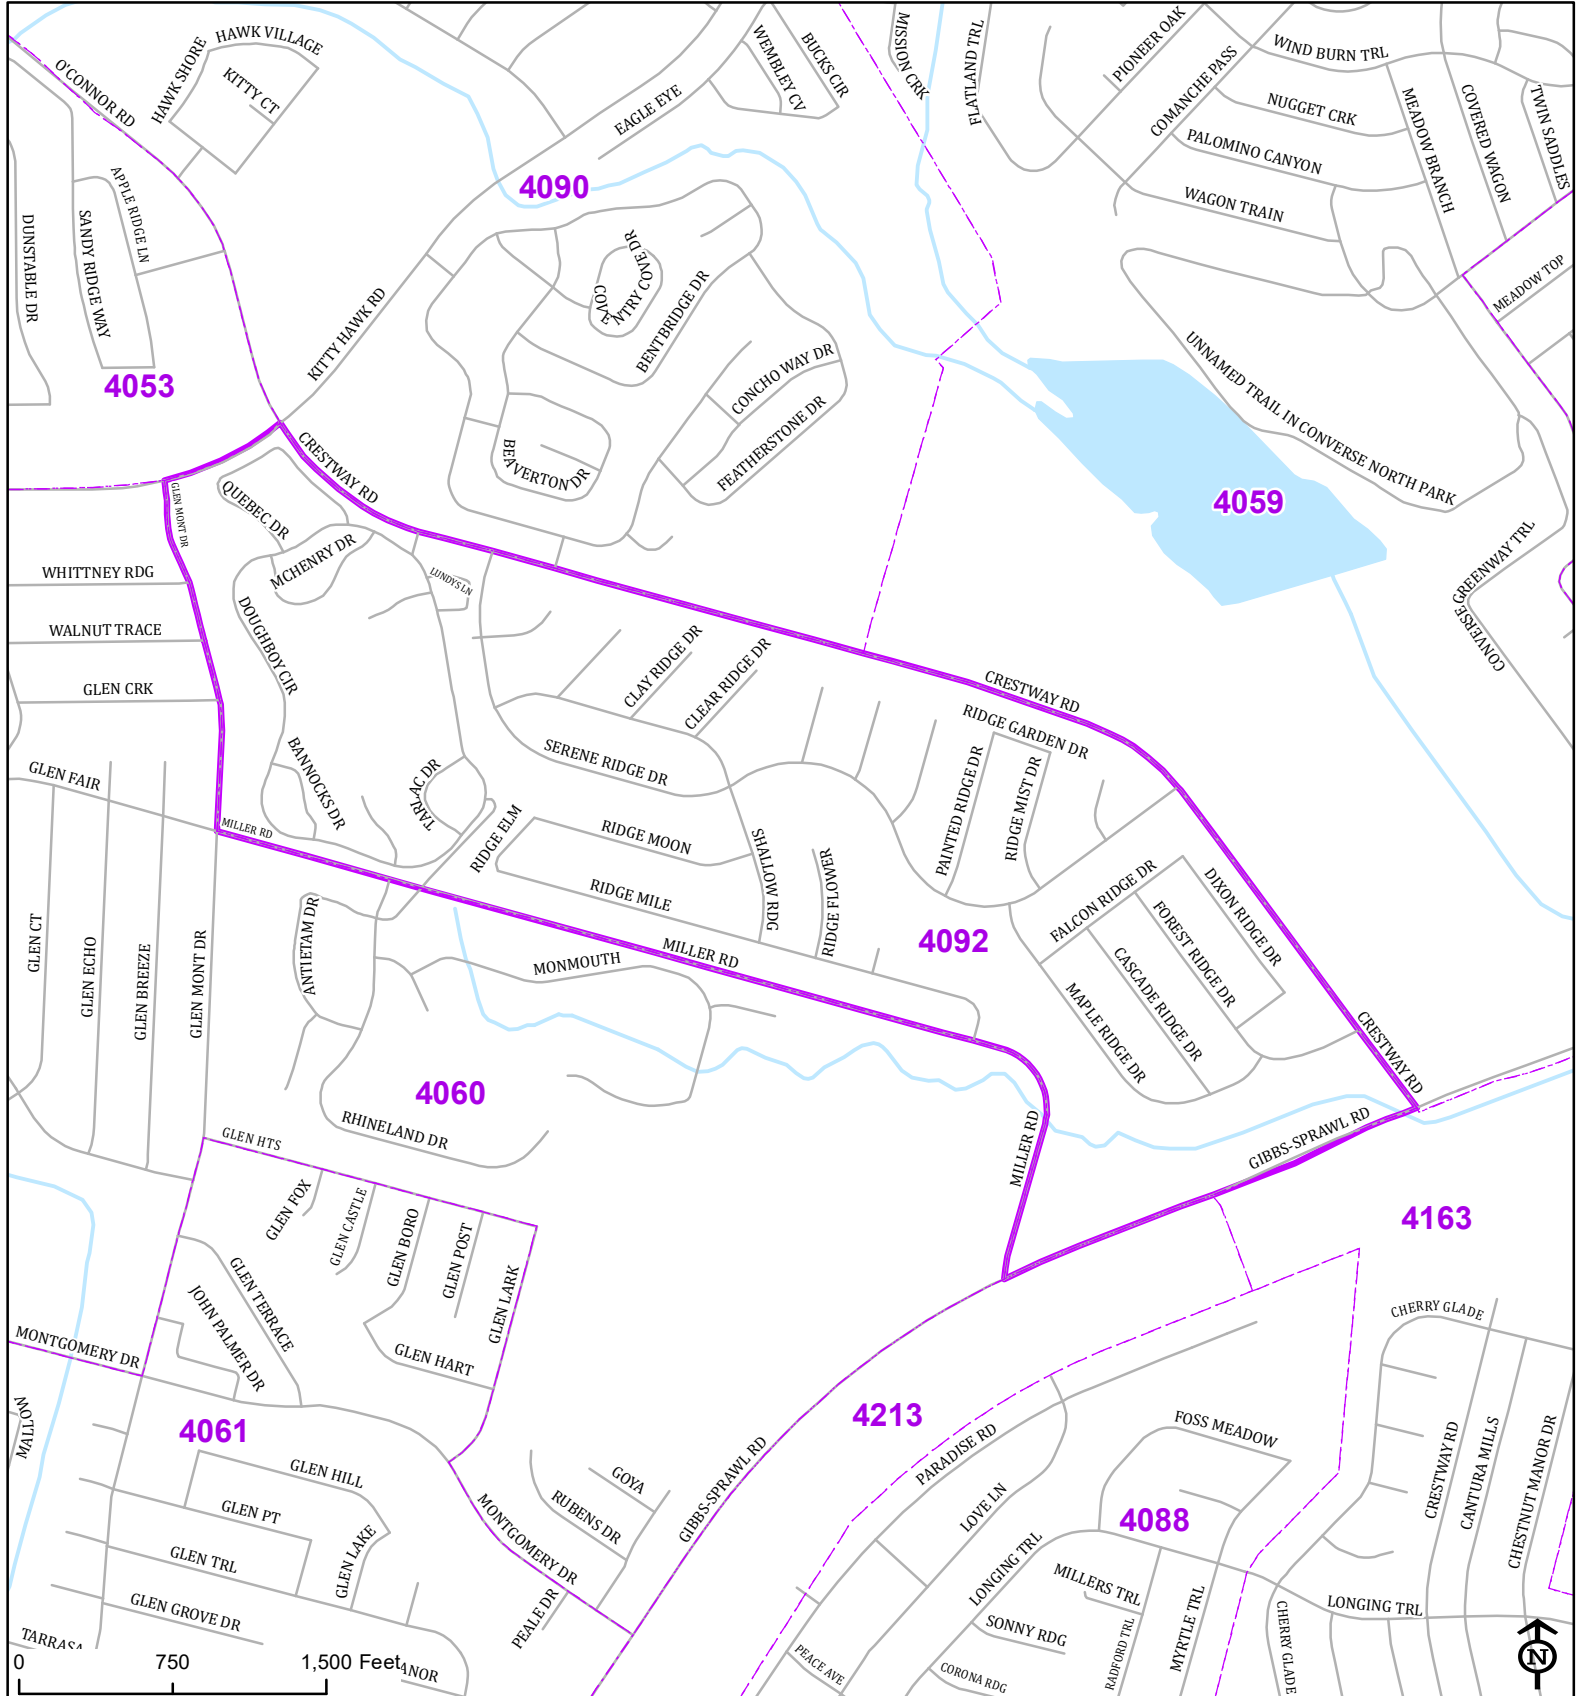 HAWK VILLAGE
HAWK SHORE
KITTY CT
O'CONNOR RD
EAGLE EYE
WEMBLEY CV
BUCKS CIR
MISSION CRK
FLATLAND TRL
PIONEER OAK
COMANCHE PASS
WIND BURN TRL
NUGGET CRK
PALOMINO CANYON
WAGON TRAIN
MEADOW BRANCH
COVERED WAGON
TWIN SADDLES
MEADOW TOP
4090
DUNSTABLE DR
SANDY RIDGE WAY
APPLE RIDGE LN
4053
KITTY HAWK RD
COVENTRY COVE DR
BENTBRIDGE DR
CONCHO WAY DR
FEATHERSTONE DR
BEAVERTON DR
UNNAMED TRAIL IN CONVERSE NORTH PARK
4059
CONVERSE GREENWAY TRL
CRESTWAY RD
GLEN MONT DR
QUEBEC DR
MCHENRY DR
LUNDYS LN
WHITTNEY RDG
WALNUT TRACE
GLEN CRK
DOUGHBOY CIR
CLAY RIDGE DR
CLEAR RIDGE DR
SERENE RIDGE DR
CRESTWAY RD
RIDGE GARDEN DR
PAINTED RIDGE DR
RIDGE MIST DR
GLEN FAIR
BANNOCKS DR
TARLAC DR
MILLER RD
RIDGE ELM
RIDGE MOON
RIDGE MILE
SHALLOW RDG
RIDGE FLOWER
4092
FALCON RIDGE DR
DIXON RIDGE DR
FOREST RIDGE DR
CASCADE RIDGE DR
MAPLE RIDGE DR
GLEN CT
GLEN ECHO
GLEN BREEZE
GLEN MONT DR
ANTIETAM DR
MONMOUTH
MILLER RD
CRESTWAY RD
4060
RHINELAND DR
MILLER RD
GIBBS-SPRAWL RD
GLEN HTS
GLEN FOX
GLEN CASTLE
GLEN BORO
GLEN POST
GLEN LARK
4163
GLEN TERRACE
JOHN PALMER DR
GLEN HART
MONTGOMERY DR
CHERRY GLADE
MALLOW
4061
4213
FOSS MEADOW
PARADISE RD
GIBBS-SPRAWL RD
GLEN HILL
GLEN PT
GLEN LAKE
GLEN TRL
GLEN GROVE DR
TARRASA
GOYA
RUBENS DR
MONTGOMERY DR
PEALE DR
LOVE LN
4088
LONGING TRL
MILLERS TRL
SONNY RDG
RADFORD TRL
MYRTLE TRL
CORONA RDG
PEACE AVE
CRESTWAY RD
CANTURA MILLS
CHESTNUT MANOR DR
LONGING TRL
CHERRY GLADE
ANOR
0 750 1,500 Feet
N